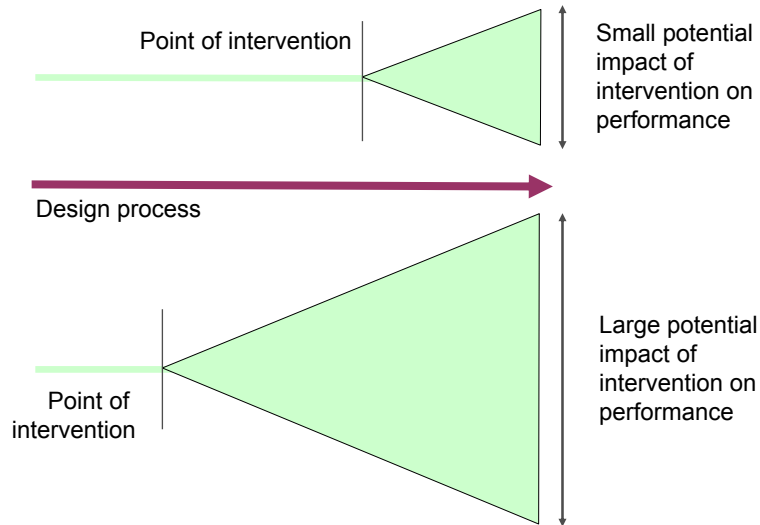 Point of intervention
Small potential
impact of
intervention on
performance
Design process
Point of
intervention
Large potential
impact of
intervention on
performance